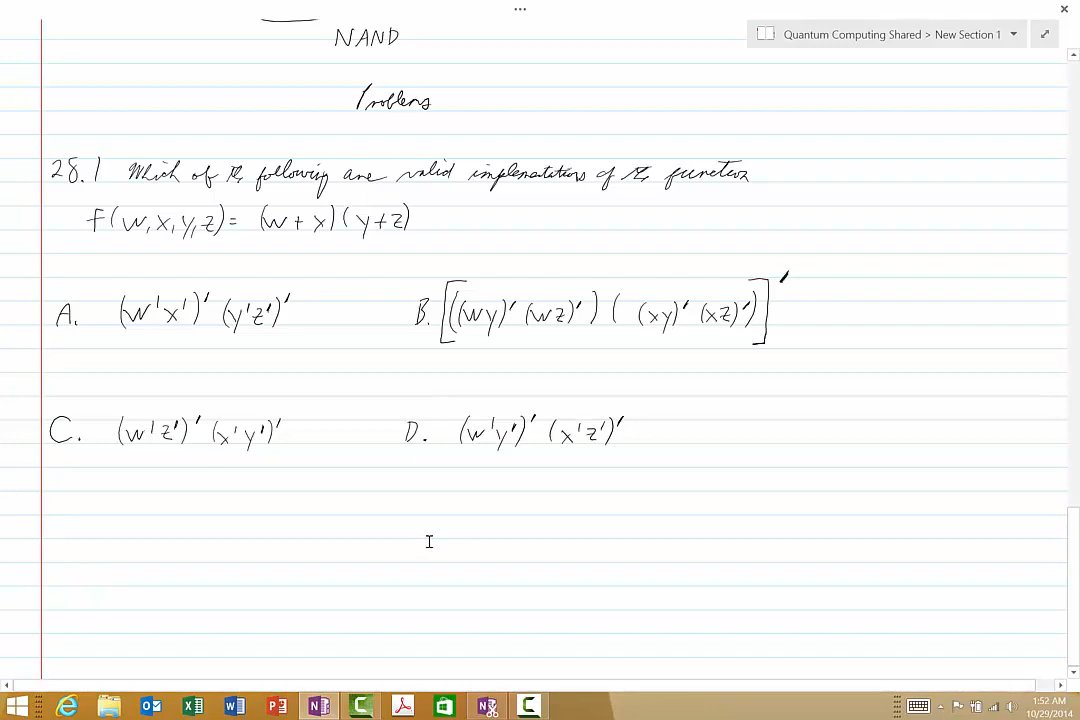 Quantum Computing Shared > New Section 1
NAND
Problems
28.1 Which of the following are valid implementations of the function
F(W,X,Y,Z)= (W+X)(Y+Z)
A. (W'X')' (Y'Z')' B. [((WY)' (WZ)') ( (XY)' (XZ)')]'
C. (W'Z')' (X'Y')' D. (W'Y')' (X'Z')'
1:52 AM
10/29/2014